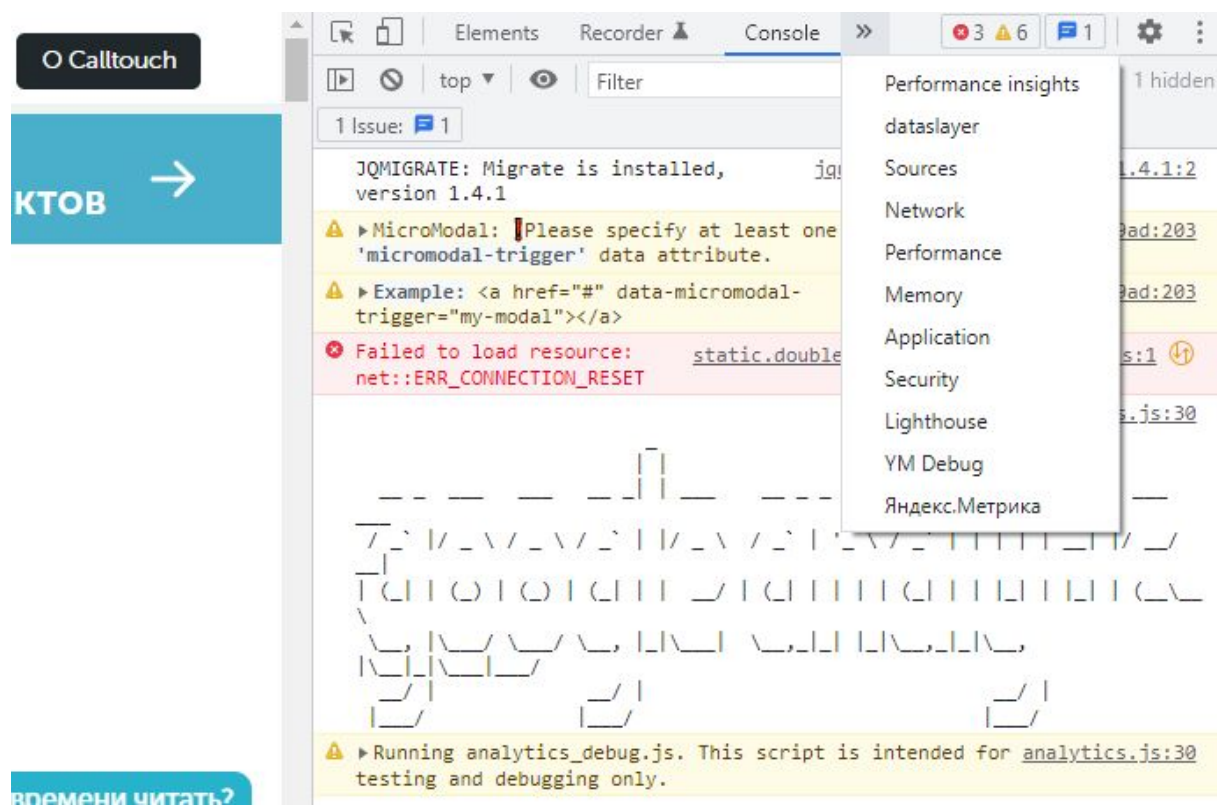 О Calltouch
ктов
времени читать?
Elements Recorder Console
3 6 1
top Filter 1 hidden
1 Issue: 1
Performance insights
dataslayer
Sources
Network
Performance
Memory
Application
Security
Lighthouse
YM Debug
Яндекс.Метрика
JQMIGRATE: Migrate is installed, .4.1:2
version 1.4.1
MicroModal: ❗Please specify at least one :203
'micromodal-trigger' data attribute.
Example: <a href="#" data-micromodal- :203
trigger="my-modal"></a>
Failed to load resource: static.double s:1
net::ERR_CONNECTION_RESET
s.js:30
Running analytics_debug.js. This script is intended for analytics.js:30
testing and debugging only.